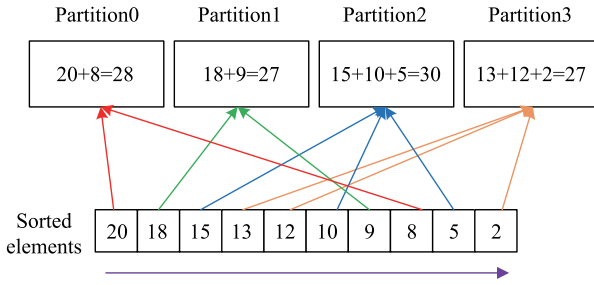 Partition0 Partition1 Partition2 Partition3
20+8=28 18+9=27 15+10+5=30 13+12+2=27
Sorted
elements
20 18 15 13 12 10 9 8 5 2